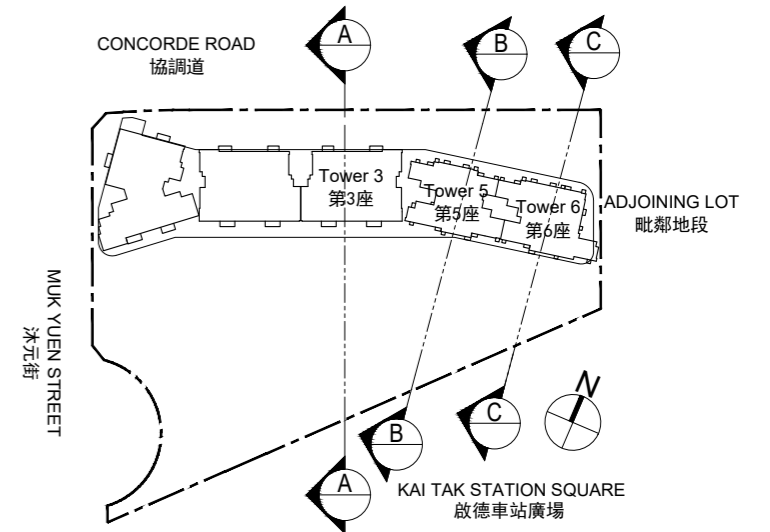 CONCORDE ROAD
協調道
A
B
C
Tower 3
第3座
Tower 5
第5座
Tower 6
第6座
ADJOINING LOT
毗鄰地段
MUK YUEN STREET
沐元街
N
B
C
A
KAI TAK STATION SQUARE
啟德車站廣場